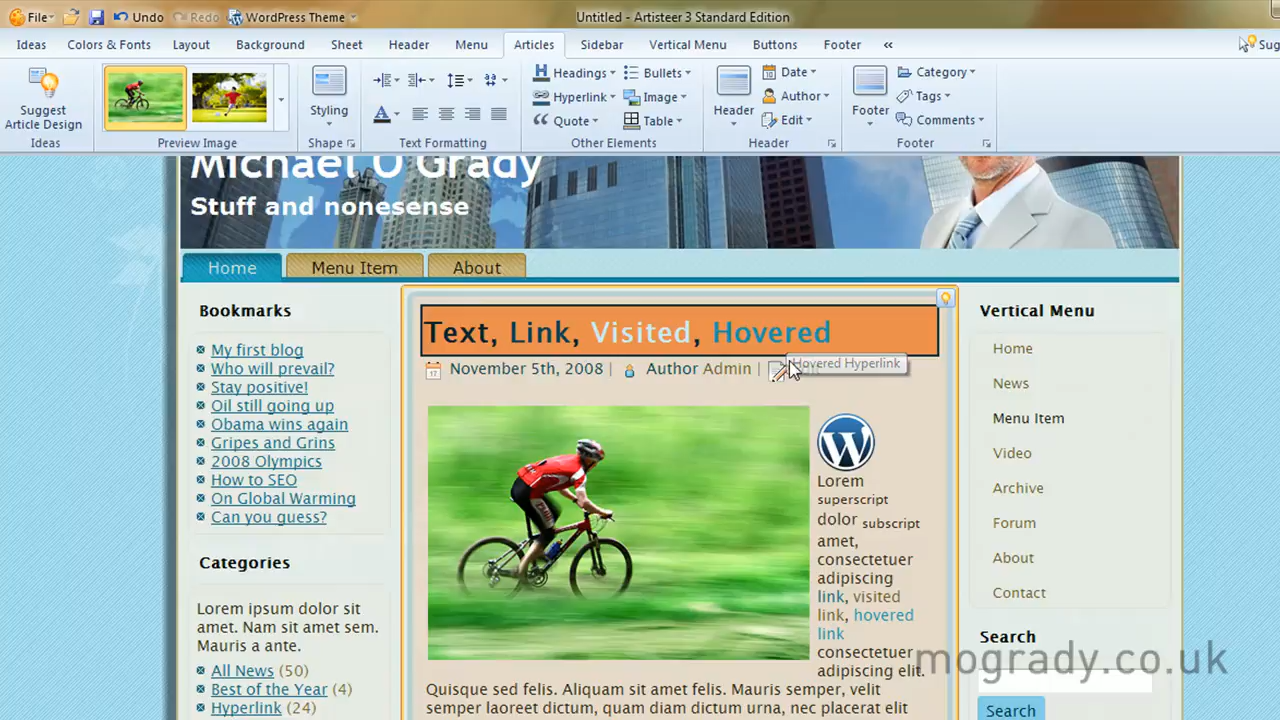 File Undo Redo WordPress Theme Untitled - Artisteer 3 Standard Edition
Ideas Colors & Fonts Layout Background Sheet Header Menu Articles Sidebar Vertical Menu Buttons Footer « Sug
Suggest
Article Design
Ideas
Preview Image
Styling
Shape
Text Formatting
Headings Bullets
Hyperlink Image
Quote Table
Other Elements
Header
Date
Author
Edit
Header
Footer
Category
Tags
Comments
Footer
Michael O Grady
Stuff and nonesense
Home Menu Item About
Bookmarks
My first blog
Who will prevail?
Stay positive!
Oil still going up
Obama wins again
Gripes and Grins
2008 Olympics
How to SEO
On Global Warming
Can you guess?
Categories
Lorem ipsum dolor sit
amet. Nam sit amet sem.
Mauris a ante.
All News (50)
Best of the Year (4)
Hyperlink (24)
Text, Link, Visited, Hovered
Hovered Hyperlink
November 5th, 2008 | Author Admin |
Lorem
superscript
dolor subscript
amet,
consectetuer
adipiscing
link, visited
link, hovered
link
consectetuer
adipiscing elit.
Quisque sed felis. Aliquam sit amet felis. Mauris semper, velit
semper laoreet dictum, quam diam dictum urna, nec placerat elit
Vertical Menu
Home
News
Menu Item
Video
Archive
Forum
About
Contact
Search
Search
mogrady.co.uk